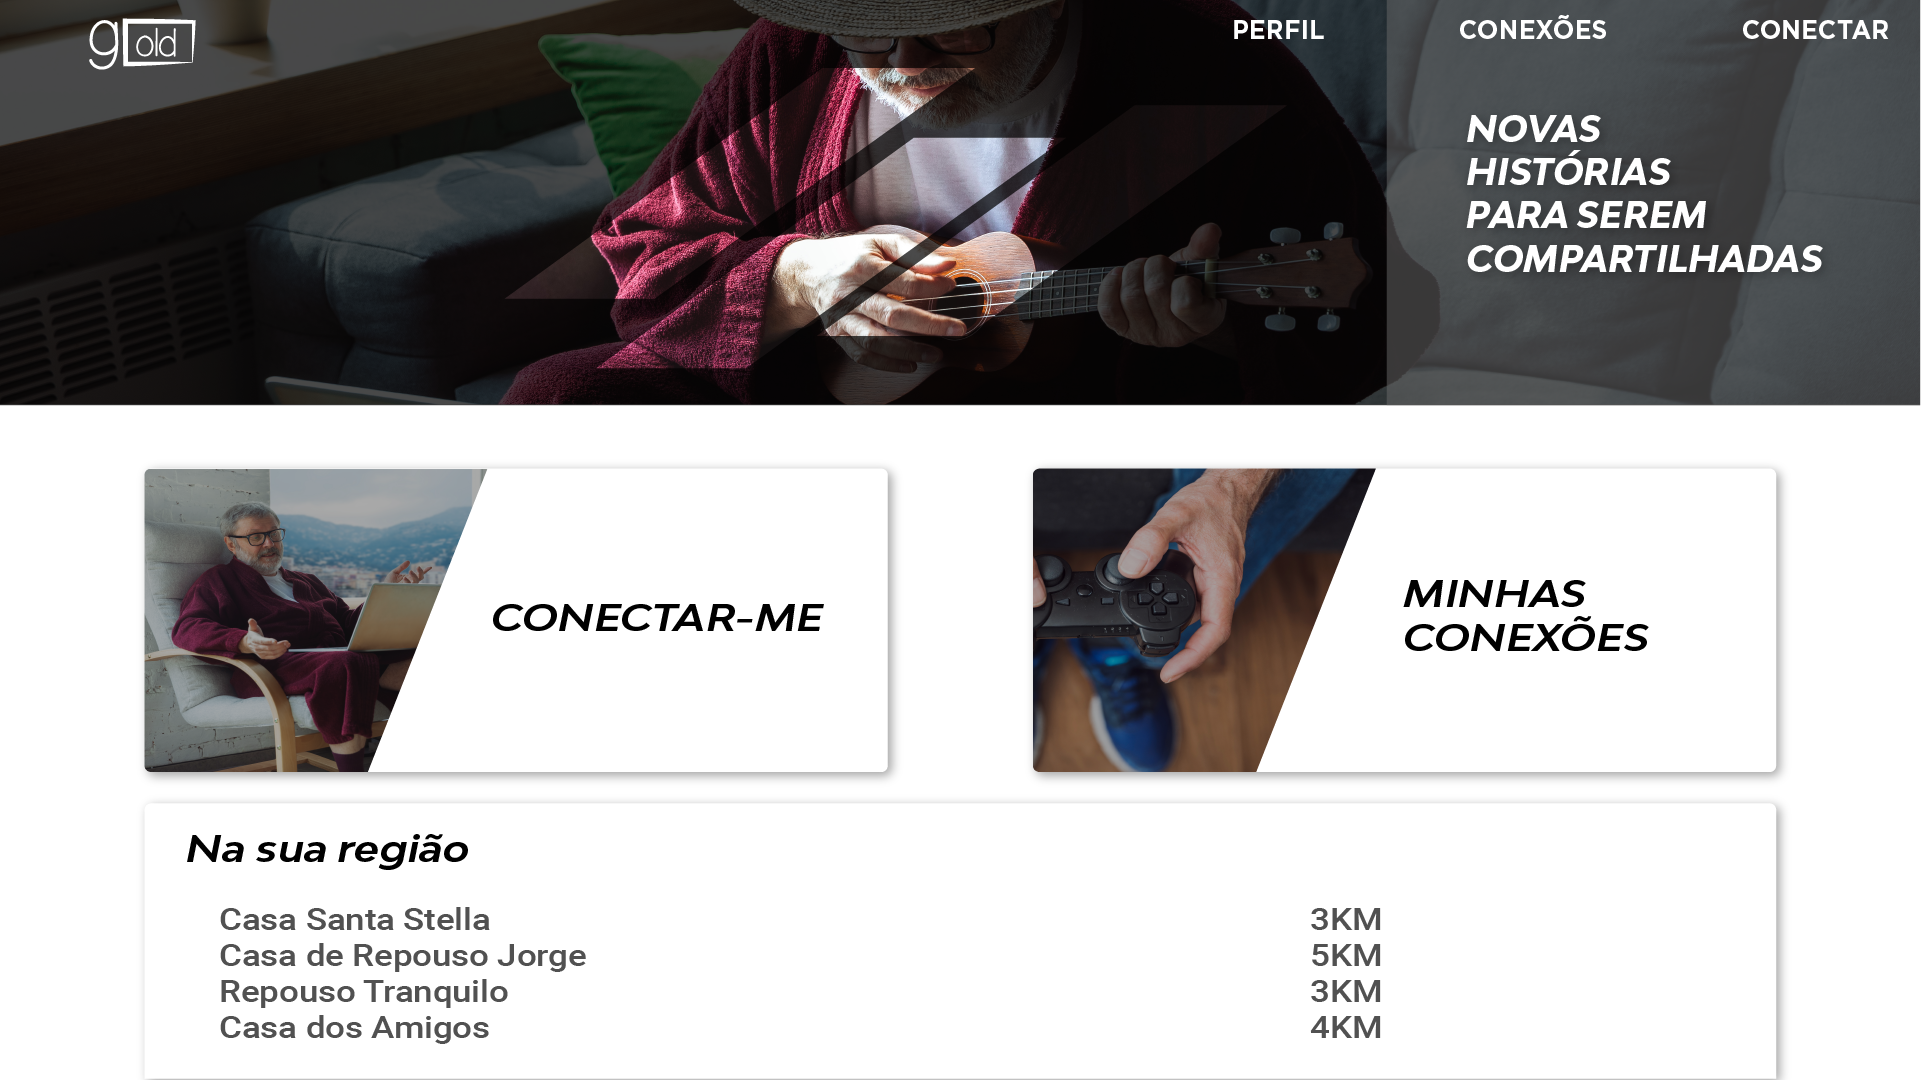 gold
PERFIL
CONEXÕES
CONECTAR
NOVAS
HISTÓRIAS
PARA SEREM
COMPARTILHADAS
CONECTAR-ME
MINHAS
CONEXÕES
Na sua região
Casa Santa Stella 3KM
Casa de Repouso Jorge 5KM
Repouso Tranquilo 3KM
Casa dos Amigos 4KM